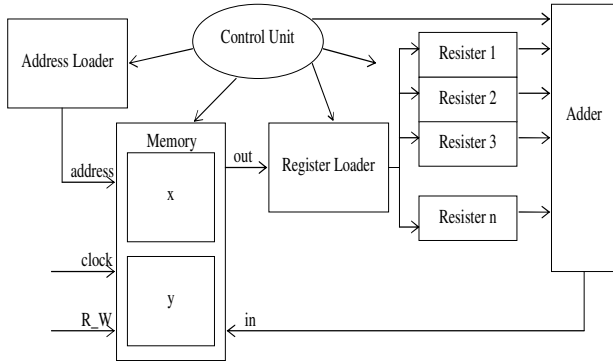 Control Unit
Address Loader
Resister 1
Resister 2
Resister 3
Resister n
Adder
Memory
out
Register Loader
address
x
clock
y
R_W
in